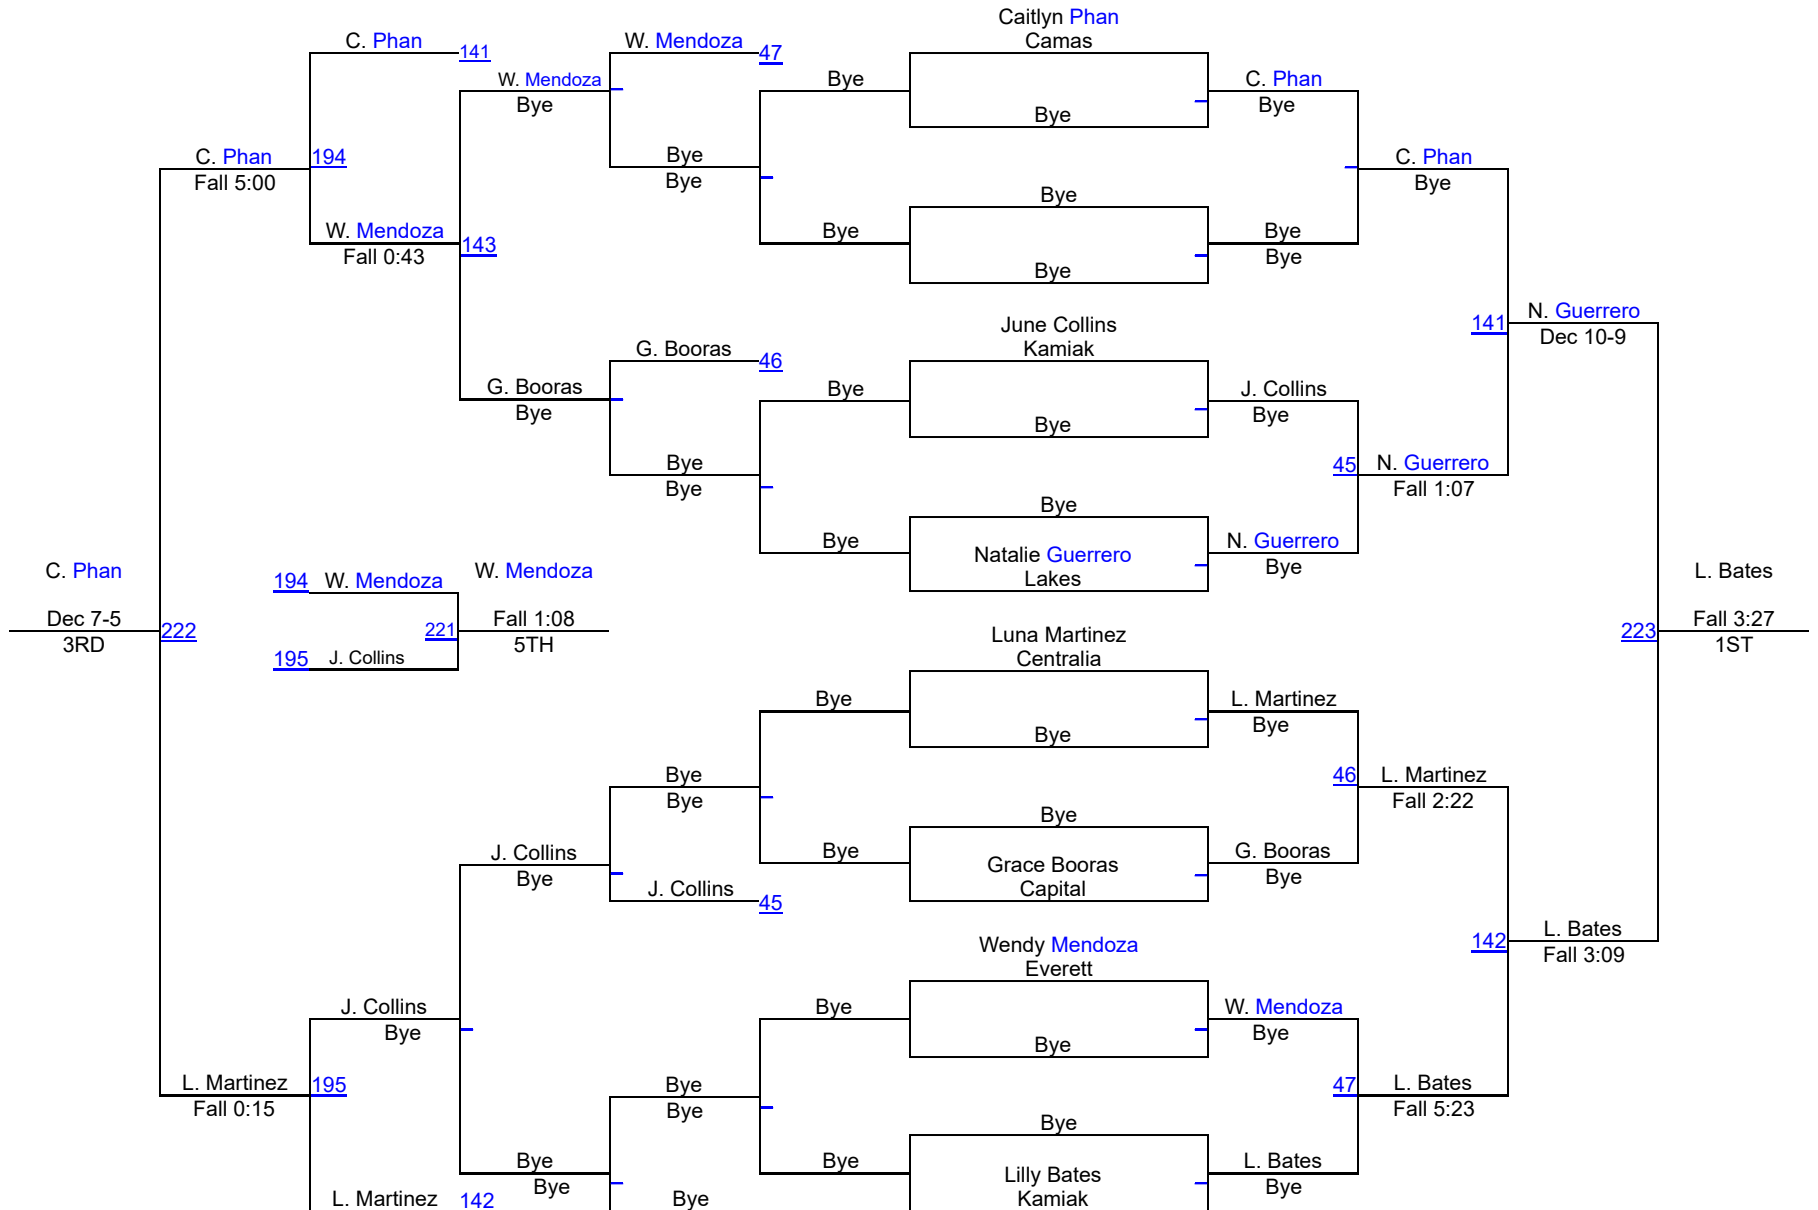 Caitlyn Phan
C. Phan
W. Mendoza
Camas
141
47
W. Mendoza
Bye
C. Phan
Bye
Bye
Bye
C. Phan
194
Bye
C. Phan
Fall 5:00
Bye
Bye
Bye
W. Mendoza
Bye
Bye
Fall 0:43
143
Bye
Bye
N. Guerrero
141
Dec 10-9
June Collins
G. Booras
Kamiak
46
G. Booras
Bye
J. Collins
Bye
Bye
Bye
Bye
45
N. Guerrero
Bye
Fall 1:07
Bye
Bye
Natalie Guerrero
N. Guerrero
Lakes
Bye
C. Phan
194
W. Mendoza
W. Mendoza
L. Bates
Dec 7-5
222
221
Fall 1:08
223
Fall 3:27
3RD
195
J. Collins
5TH
1ST
Luna Martinez
Centralia
Bye
L. Martinez
Bye
Bye
Bye
46
L. Martinez
Bye
Fall 2:22
Bye
J. Collins
Bye
Grace Booras
G. Booras
Bye
J. Collins
Capital
Bye
45
Wendy Mendoza
142
L. Bates
Everett
Fall 3:09
J. Collins
Bye
W. Mendoza
Bye
Bye
Bye
L. Martinez
195
Bye
47
L. Bates
Fall 0:15
Bye
Fall 5:23
Bye
Bye
Bye
Lilly Bates
L. Bates
Bye
Bye
L. Martinez
142
Bye
Kamiak